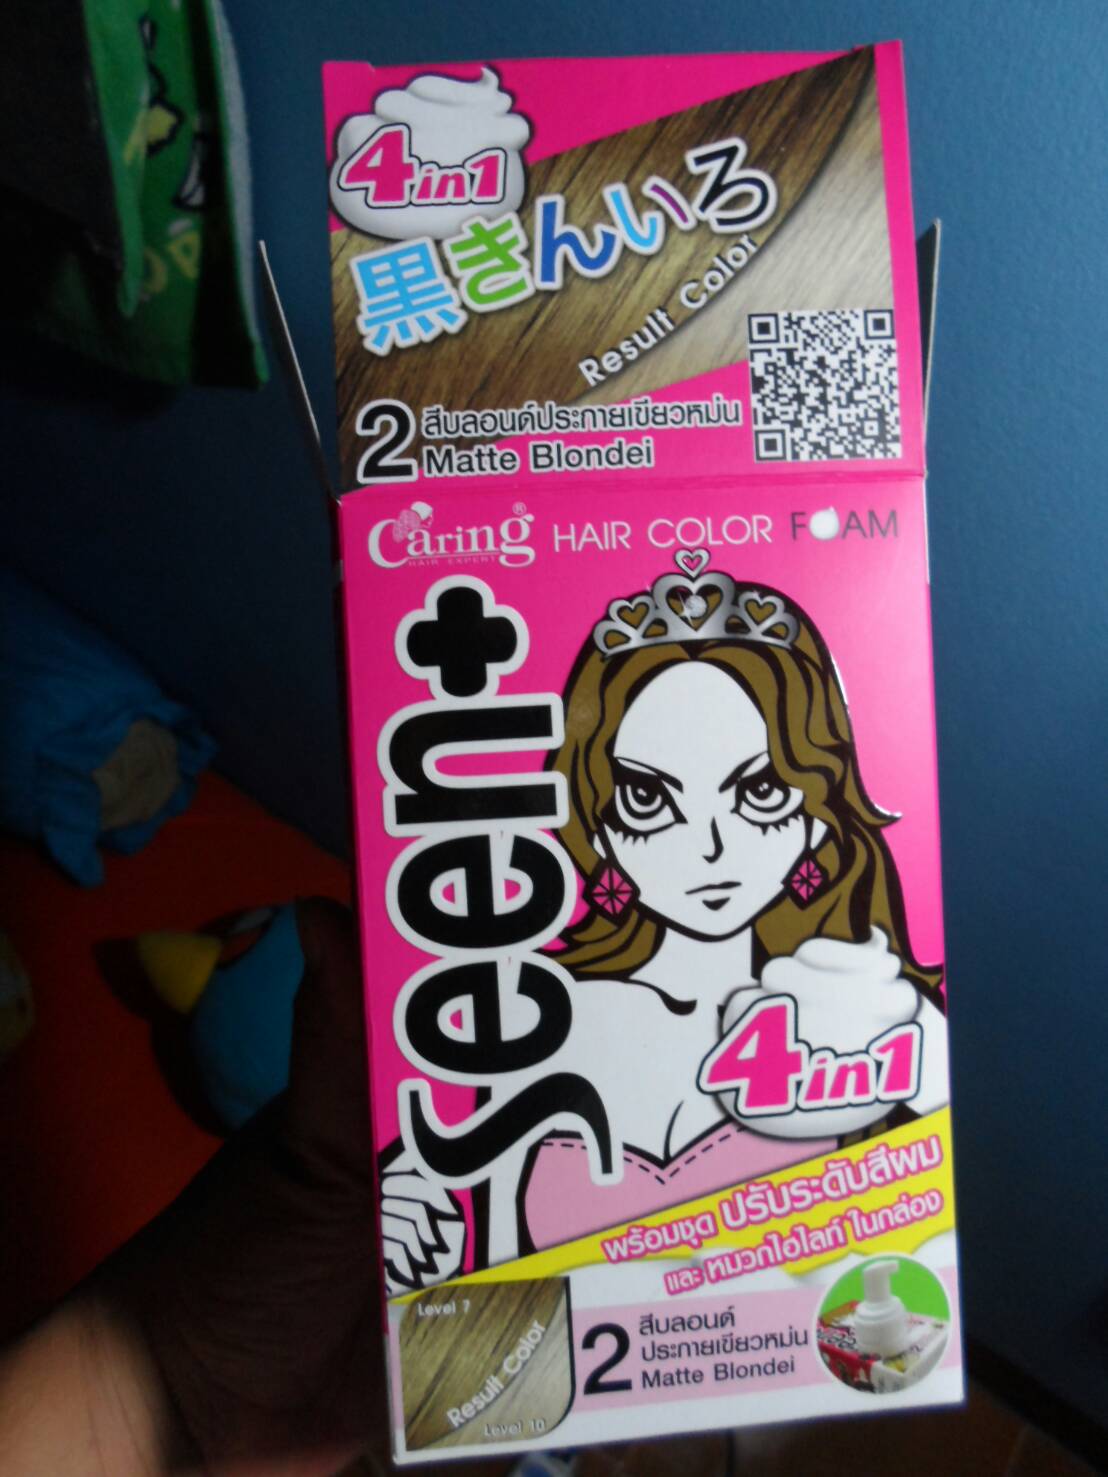 4in1
黒きんいろ
Result Color
2 สีบลอนด์ประกายเขียวหม่น
Matte Blondei
Caring®
HAIR EXPERT
HAIR COLOR FOAM
Seen+
4in1
พร้อมชุด ปรับระดับสีผม
และ หมวกไฮไลท์ ในกล่อง
Level 7
Result Color
Level 10
2 สีบลอนด์
ประกายเขียวหม่น
Matte Blondei